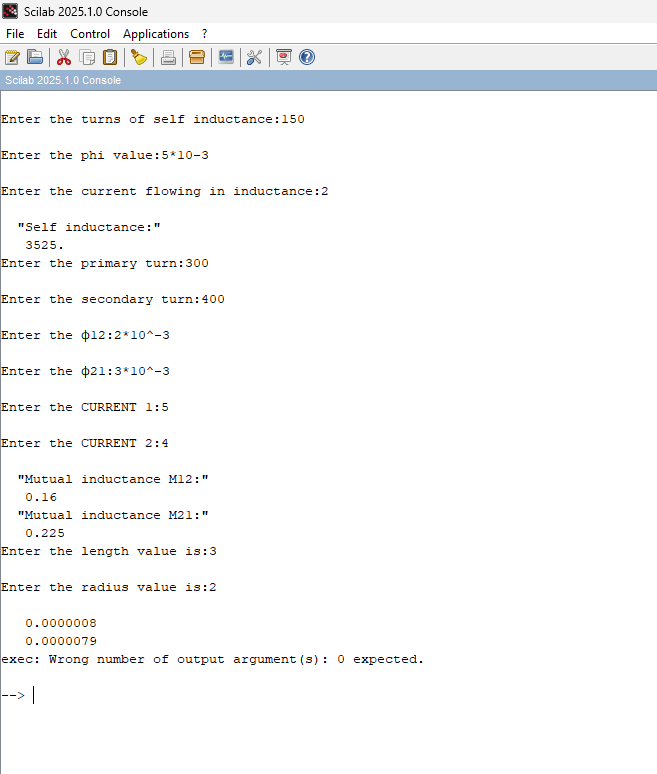 Scilab 2025.1.0 Console
File Edit Control Applications ?
Scilab 2025.1.0 Console
Enter the turns of self inductance:150
Enter the phi value:5*10-3
Enter the current flowing in inductance:2
"Self inductance:"
3525.
Enter the primary turn:300
Enter the secondary turn:400
Enter the ϕ12:2*10^-3
Enter the ϕ21:3*10^-3
Enter the CURRENT 1:5
Enter the CURRENT 2:4
"Mutual inductance M12:"
0.16
"Mutual inductance M21:"
0.225
Enter the length value is:3
Enter the radius value is:2
0.0000008
0.0000079
exec: Wrong number of output argument(s): 0 expected.
-->